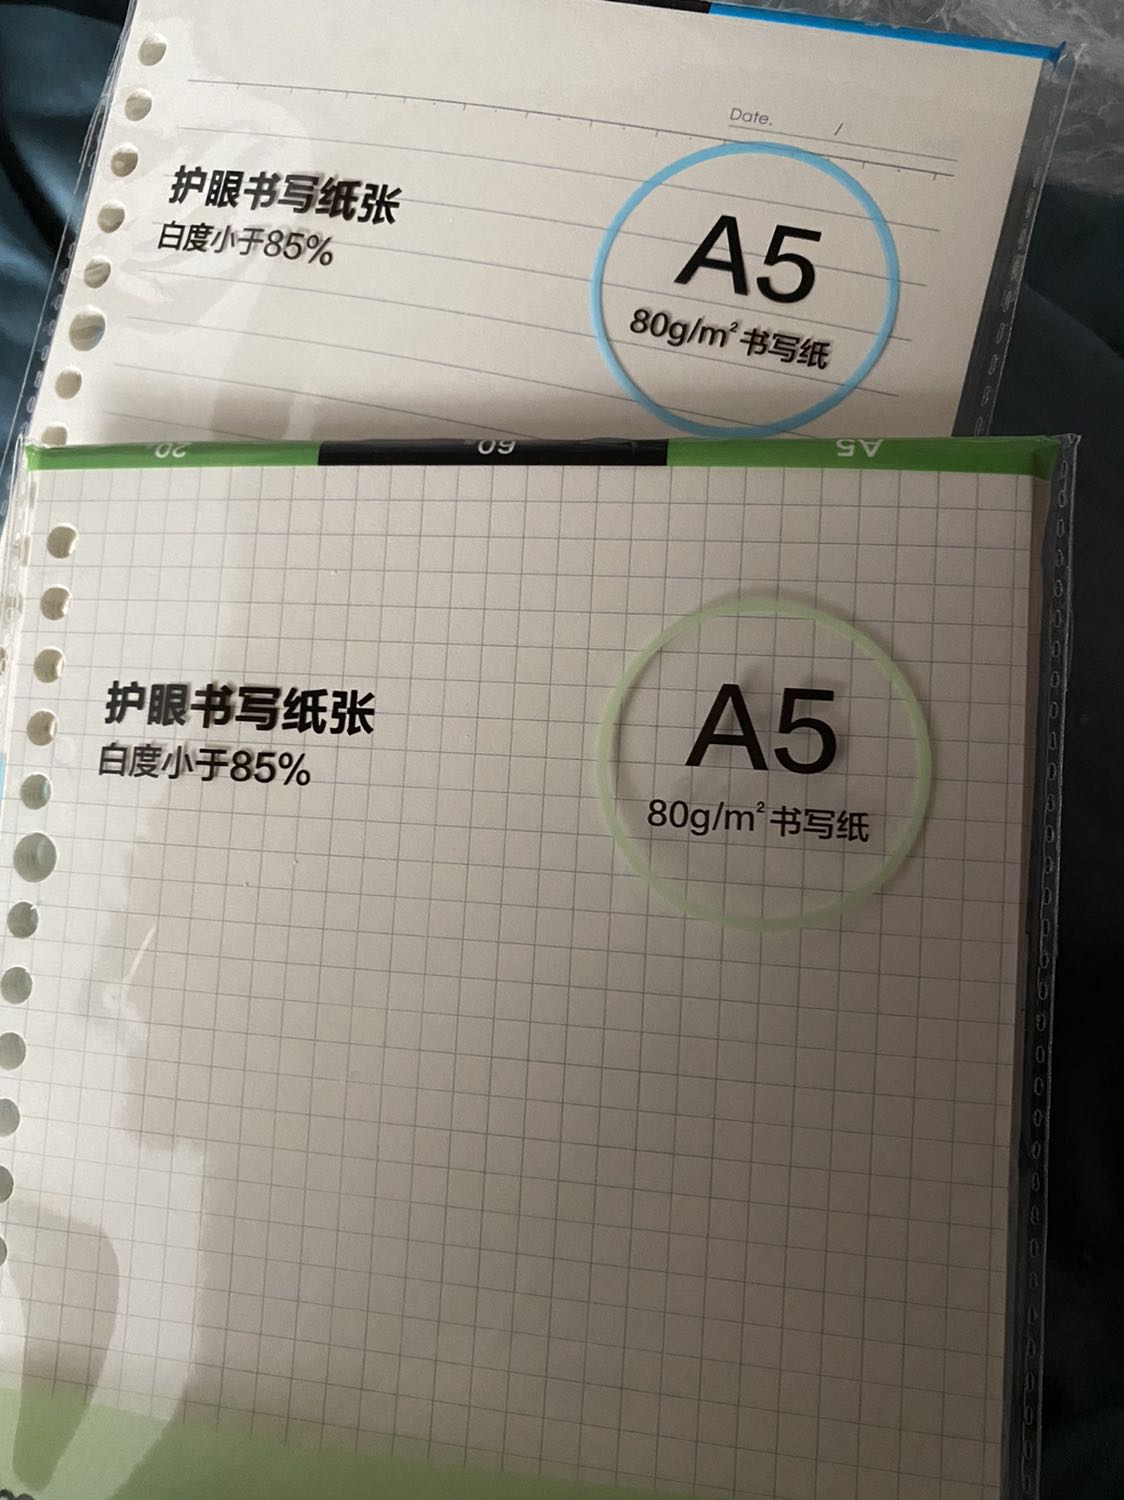 Date. /
护眼书写纸张
白度小于85%
A5
80g/m² 书写纸
20
60
A5
护眼书写纸张
白度小于85%
A5
80g/m² 书写纸